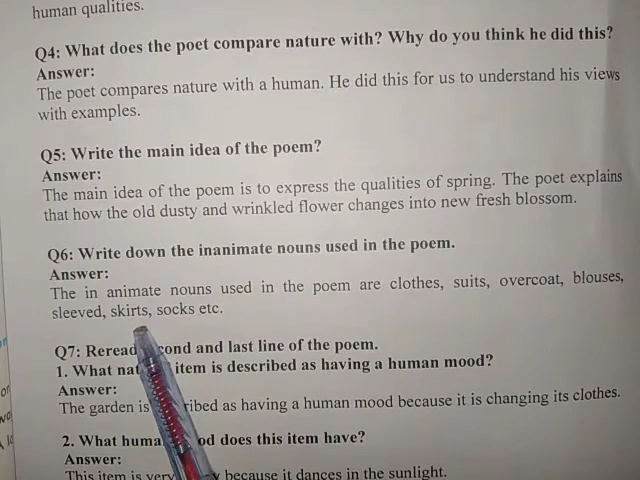 human qualities.
Q4: What does the poet compare nature with? Why do you think he did this?
Answer:
The poet compares nature with a human. He did this for us to understand his views
with examples.
Q5: Write the main idea of the poem?
Answer:
The main idea of the poem is to express the qualities of spring. The poet explains
that how the old dusty and wrinkled flower changes into new fresh blossom.
Q6: Write down the inanimate nouns used in the poem.
Answer:
The in animate nouns used in the poem are clothes, suits, overcoat, blouses,
sleeved, skirts, socks etc.
Q7: Reread and last line of the poem.
1. What item is described as having a human mood?
Answer:
The garden is as having a human mood because it is changing its clothes.
2. What does this item have?
Answer:
This item is very because it dances in the sunlight.